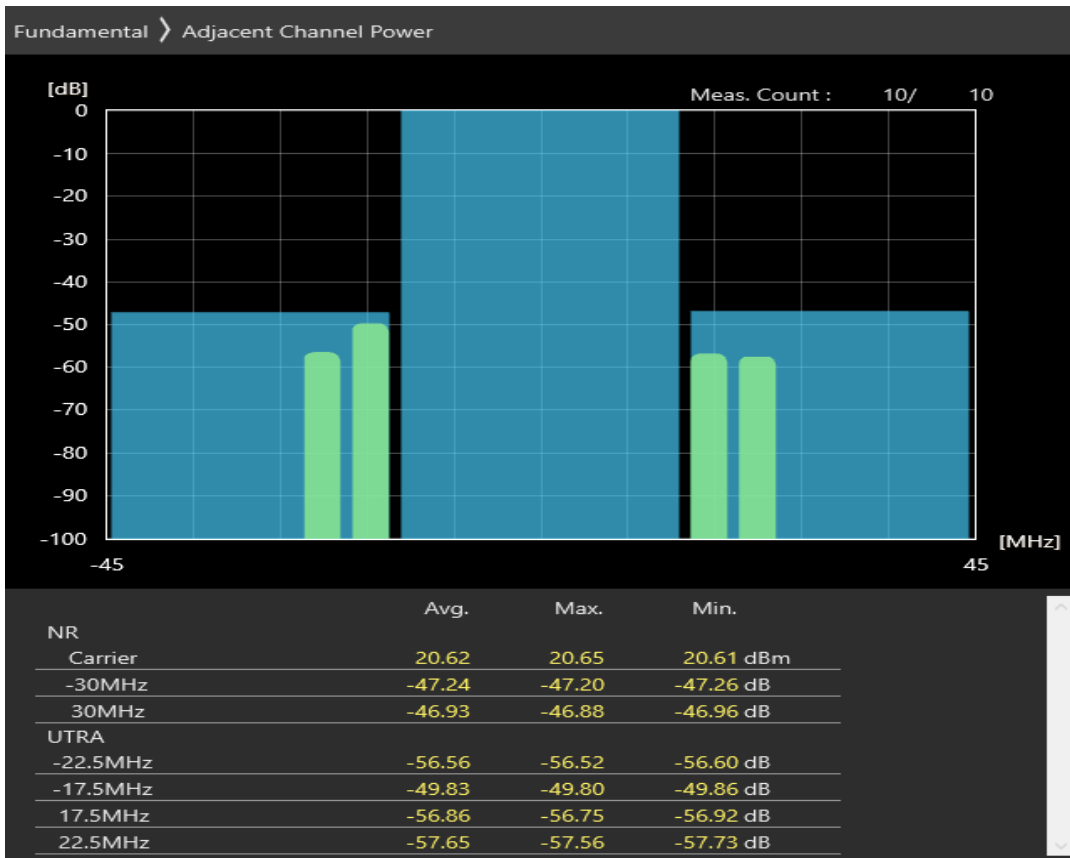 Fundamental 〉 Adjacent Channel Power
[dB]
Meas. Count : 10/ 10
0
-10
-20
-30
-40
-50
-60
-70
-80
-90
-100
[MHz]
-45 45
Avg. Max. Min.
NR
Carrier 20.62 20.65 20.61 dBm
-30MHz -47.24 -47.20 -47.26 dB
30MHz -46.93 -46.88 -46.96 dB
UTRA
-22.5MHz -56.56 -56.52 -56.60 dB
-17.5MHz -49.83 -49.80 -49.86 dB
17.5MHz -56.86 -56.75 -56.92 dB
22.5MHz -57.65 -57.56 -57.73 dB